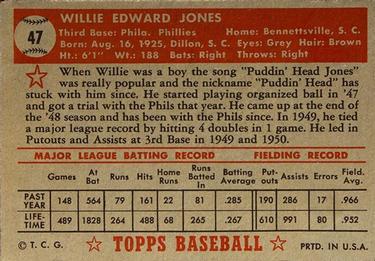 47
WILLIE EDWARD JONES
Third Base: Phila. Phillies Home: Bennettsville, S. C.
Born: Aug. 16, 1925, Dillon, S. C. Eyes: Grey Hair: Brown
Ht.: 6'1" Wt.: 188 Bats: Right Throws: Right
When Willie was a boy the song "Puddin' Head Jones"
was really popular and the nickname "Puddin' Head" has
stuck with him since. He started playing organized ball in '47
and got a trial with the Phils that year. He came up at the end of
the '48 season and has been with the Phils since. In 1949, he tied
a major league record by hitting 4 doubles in 1 game. He led in
Putouts and Assists at 3rd Base in 1949 and 1950.
MAJOR LEAGUE BATTING RECORD FIELDING RECORD
Games At Bat Runs Hits Home Runs Runs Batted In Batting Average Put-outs Assists Errors Field. Avg.
PAST YEAR 148 564 79 161 22 81 .285 190 286 17 .966
LIFE-TIME 489 1828 264 488 68 265 .267 610 991 80 .952
© T. C. G. TOPPS BASEBALL PRTD. IN U.S.A.